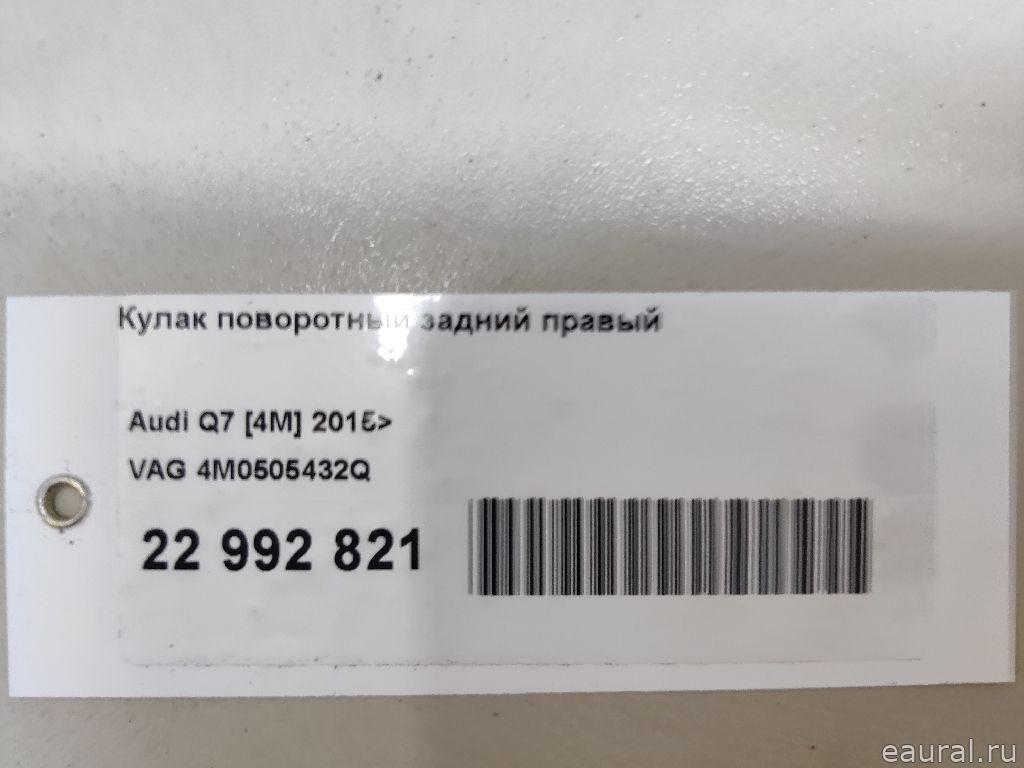 Кулак поворотный задний правый
Audi Q7 [4M] 2015>
VAG 4M0505432Q
22 992 821
eaural.ru